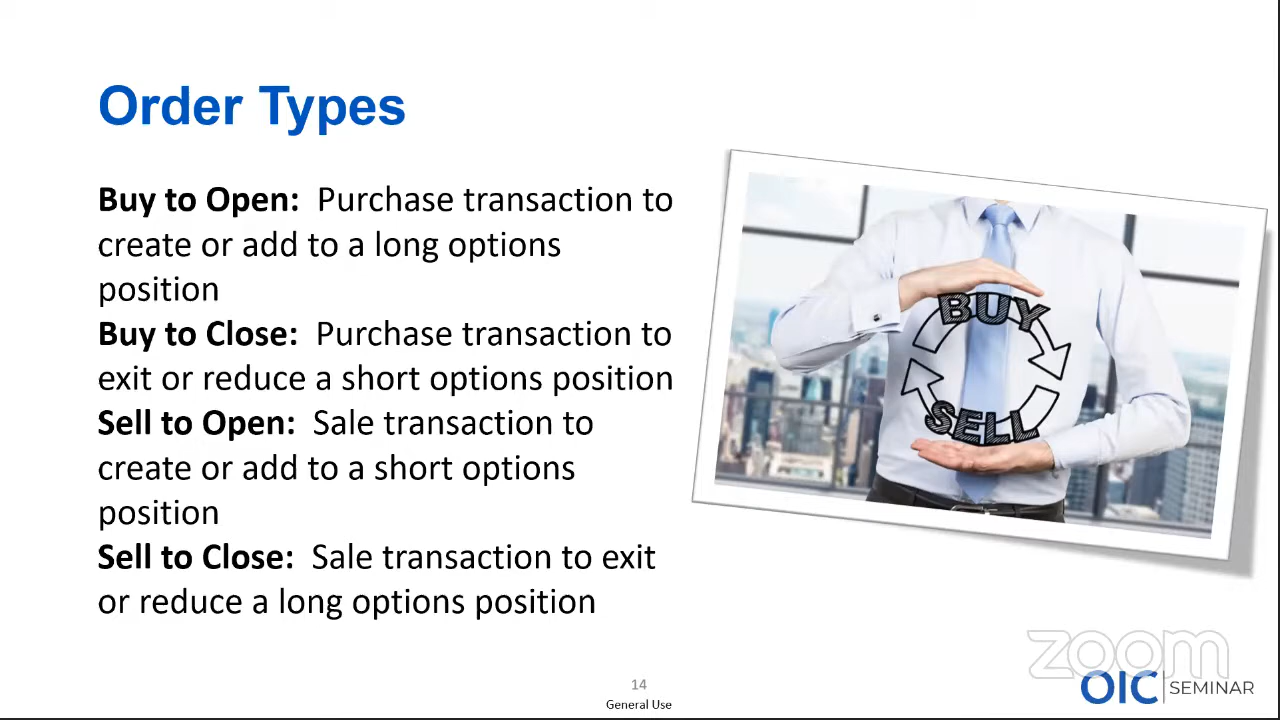 Order Types
Buy to Open:  Purchase transaction to
create or add to a long options
position
Buy to Close:  Purchase transaction to
exit or reduce a short options position
Sell to Open:  Sale transaction to
create or add to a short options
position
Sell to Close:  Sale transaction to exit
or reduce a long options position
BUY
SELL
zoom
14
OIC|SEMINAR
General Use